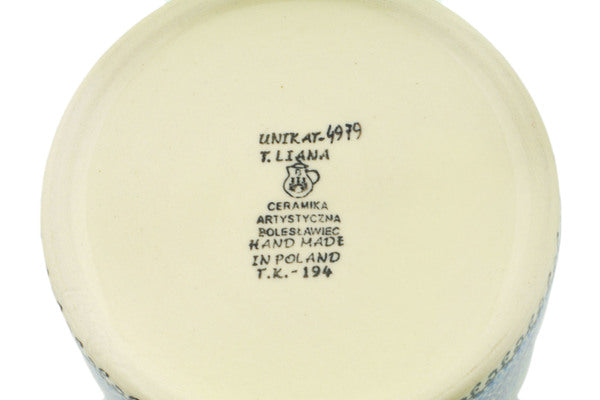 UNIKAT-4979
T. LIANA
CERAMIKA
ARTYSTYCZNA
BOLESŁAWIEC
HAND MADE
IN POLAND
T.K.-194